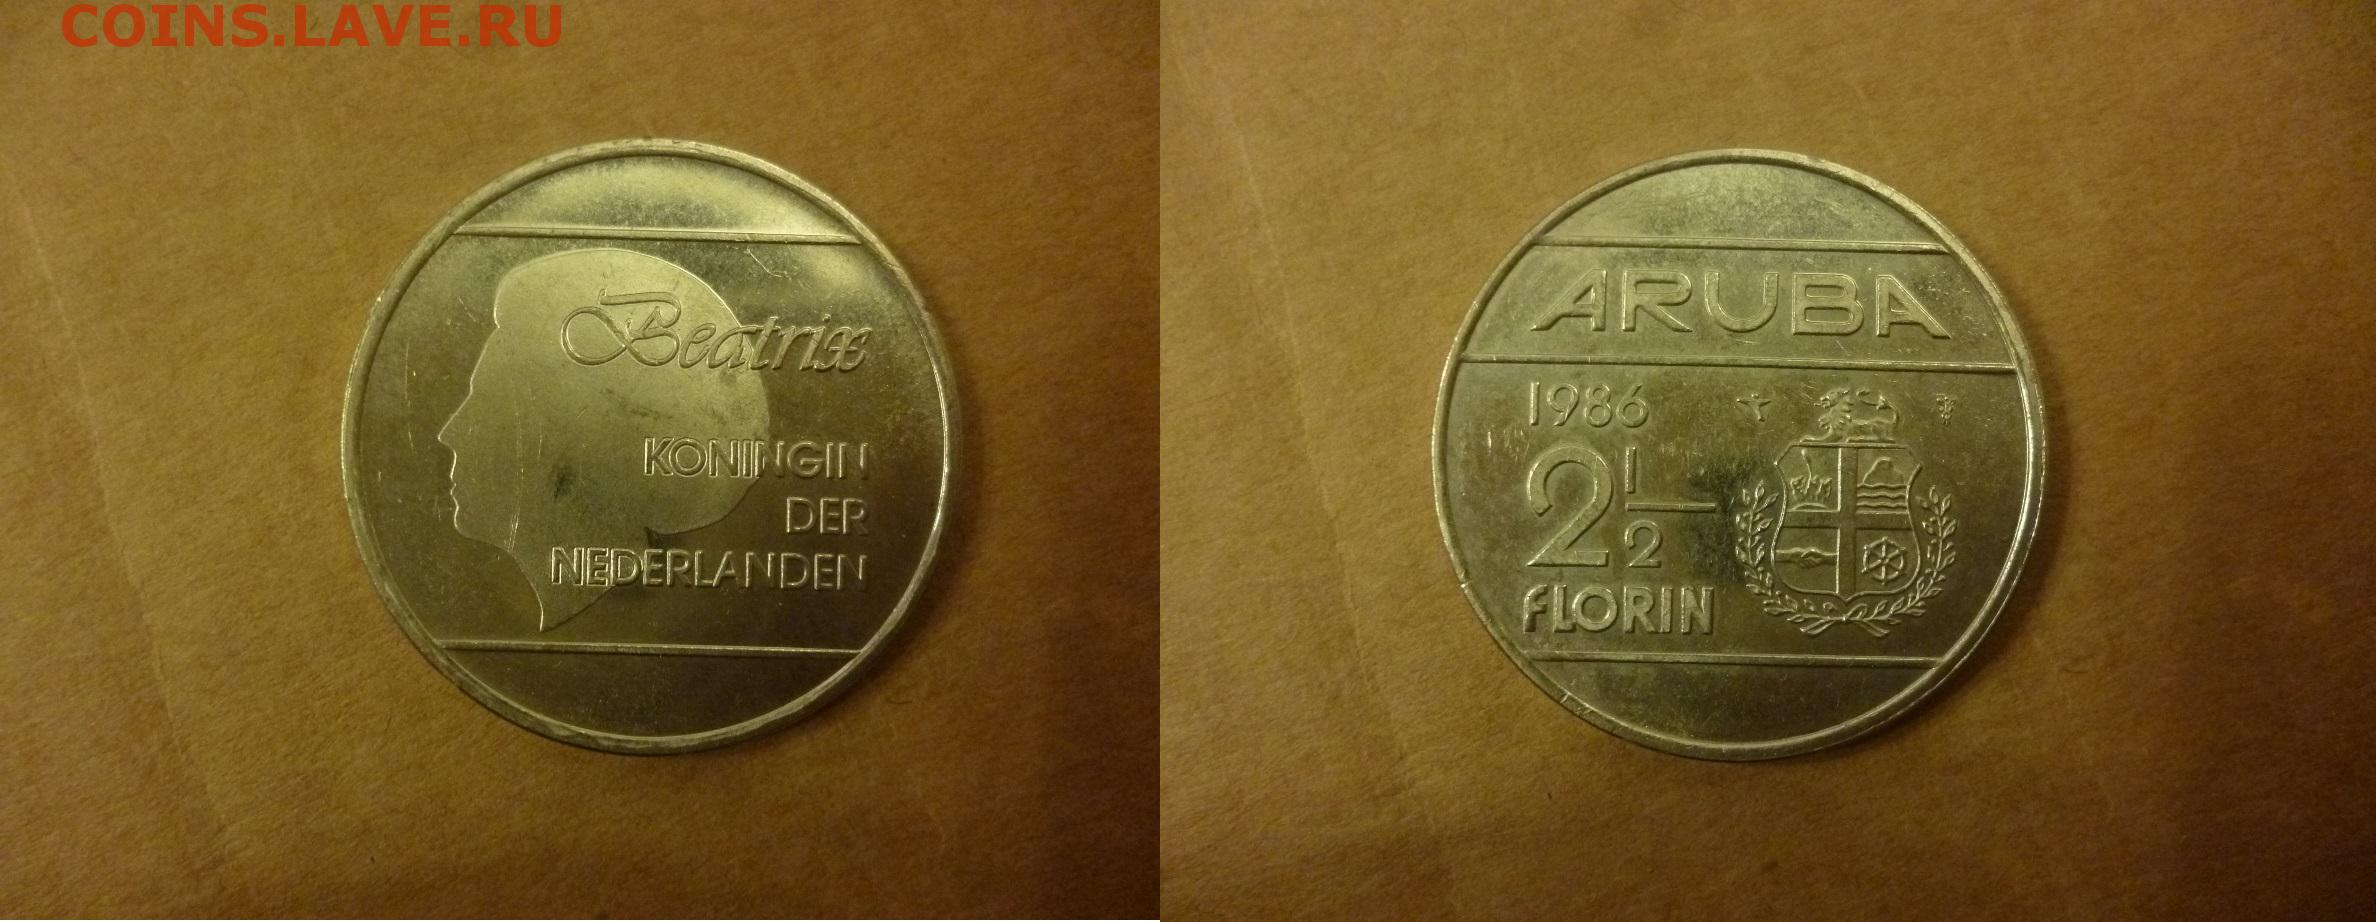 COINS.LAVE.RU
Beatrix
KONINGIN
DER
NEDERLANDEN
ARUBA
1986
2 1/2
FLORIN